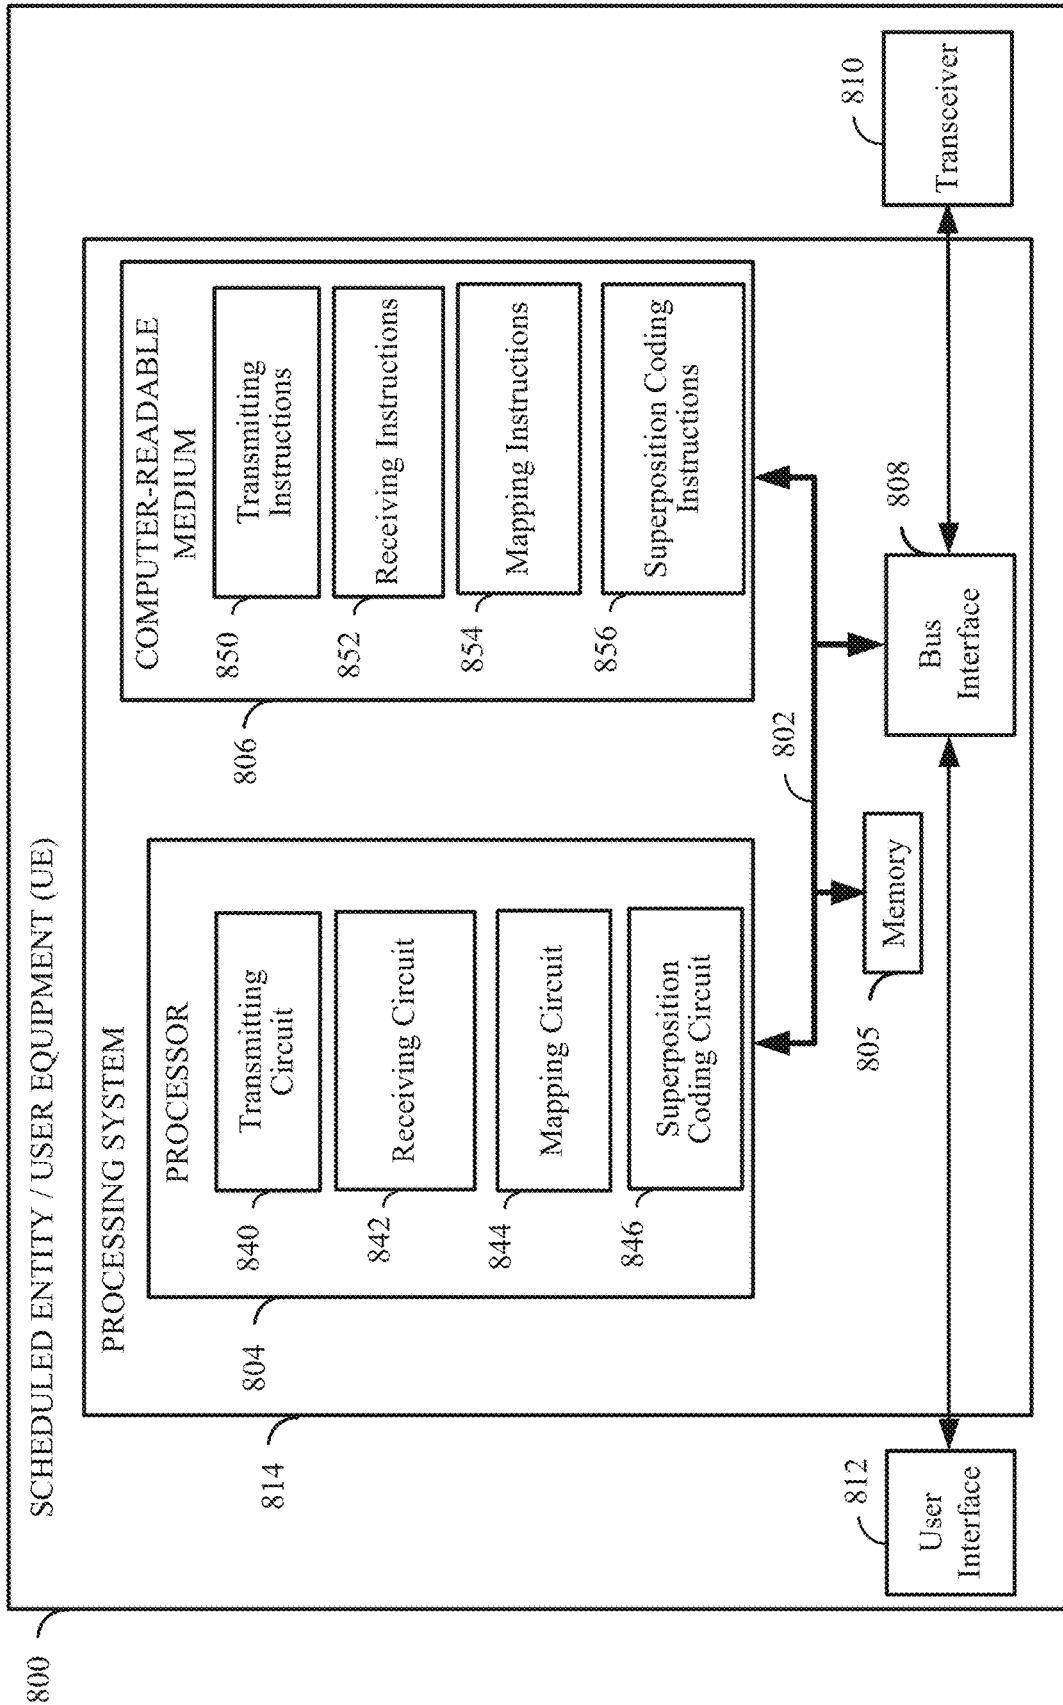 800
SCHEDULED ENTITY / USER EQUIPMENT (UE)
814
PROCESSING SYSTEM
804
PROCESSOR
840
Transmitting
Circuit
842
Receiving Circuit
844
Mapping Circuit
846
Superposition
Coding Circuit
806
COMPUTER-READABLE
MEDIUM
850
Transmitting
Instructions
852
Receiving Instructions
854
Mapping Instructions
856
Superposition Coding
Instructions
802
805
Memory
808
Bus
Interface
812
User
Interface
810
Transceiver